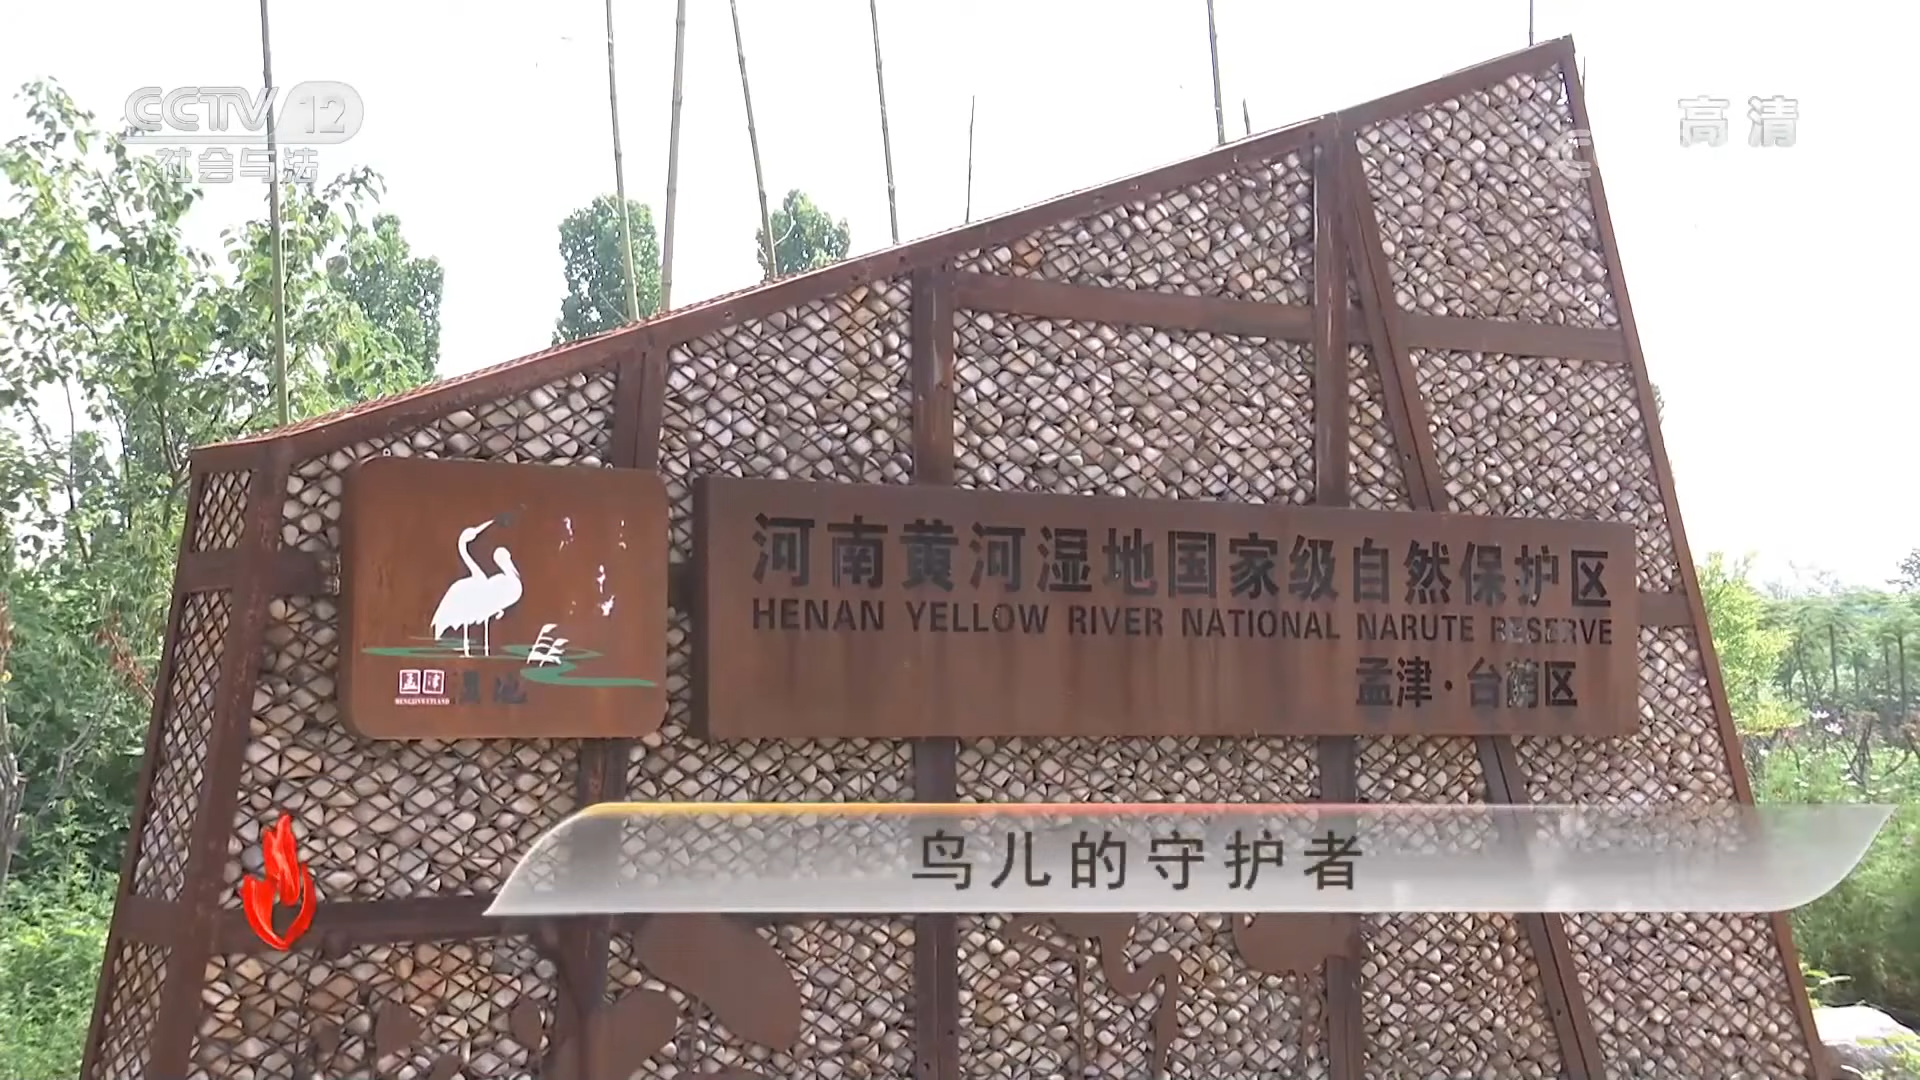 CCTV 12
社会与法
高清
河南黄河湿地国家级自然保护区
HENAN YELLOW RIVER NATIONAL NARUTE RESERVE
孟津·台荫区
孟津湿地
鸟儿的守护者